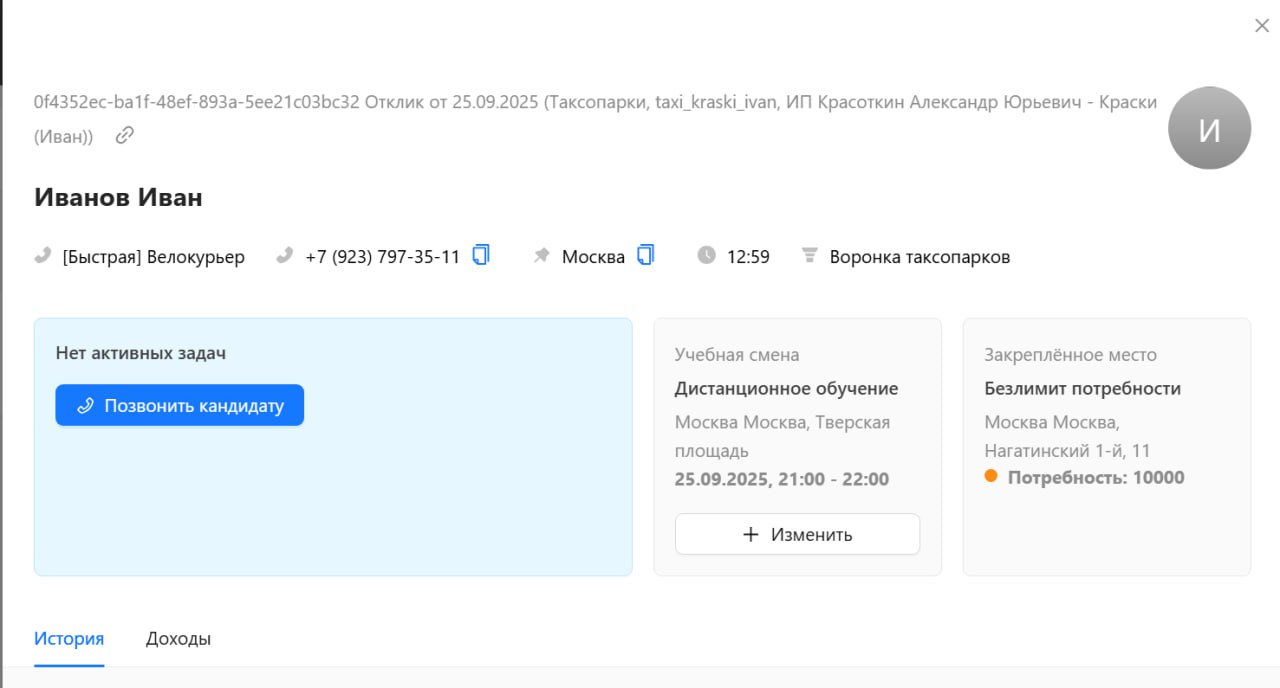 0f4352ec-ba1f-48ef-893a-5ee21c03bc32 Отклик от 25.09.2025 (Таксопарки, taxi_kraski_ivan, ИП Красоткин Александр Юрьевич - Краски
(Иван))
И
Иванов Иван
[Быстрая] Велокурьер +7 (923) 797-35-11 Москва 12:59 Воронка таксопарков
Нет активных задач
Позвонить кандидату
Учебная смена
Дистанционное обучение
Москва Москва, Тверская
площадь
25.09.2025, 21:00 - 22:00
Изменить
Закреплённое место
Безлимит потребности
Москва Москва,
Нагатинский 1-й, 11
Потребность: 10000
История Доходы